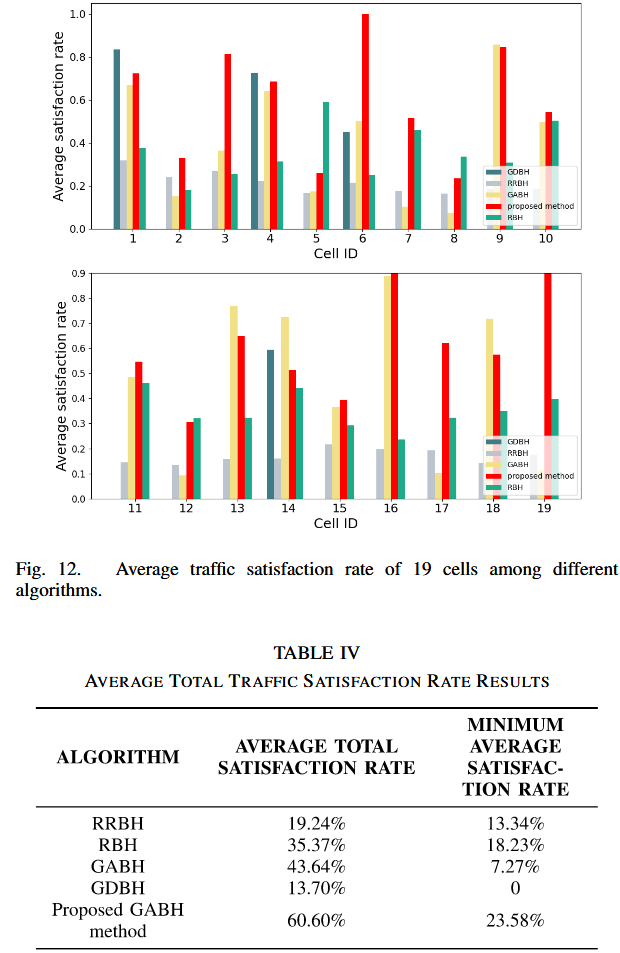 1.0
0.8
0.6
0.4
0.2
0.0
Average satisfaction rate
GDBH
RRBH
GABH
proposed method
RBH
1 2 3 4 5 6 7 8 9 10
Cell ID
0.9
0.8
0.7
0.6
0.5
0.4
0.3
0.2
0.1
0.0
Average satisfaction rate
GDBH
RRBH
GABH
proposed method
RBH
11 12 13 14 15 16 17 18 19
Cell ID
Fig. 12. Average traffic satisfaction rate of 19 cells among different
algorithms.
TABLE IV
AVERAGE TOTAL TRAFFIC SATISFACTION RATE RESULTS
ALGORITHM
AVERAGE TOTAL
SATISFACTION RATE
MINIMUM
AVERAGE
SATISFAC-
TION RATE
RRBH 19.24% 13.34%
RBH 35.37% 18.23%
GABH 43.64% 7.27%
GDBH 13.70% 0
Proposed GABH
method
60.60% 23.58%